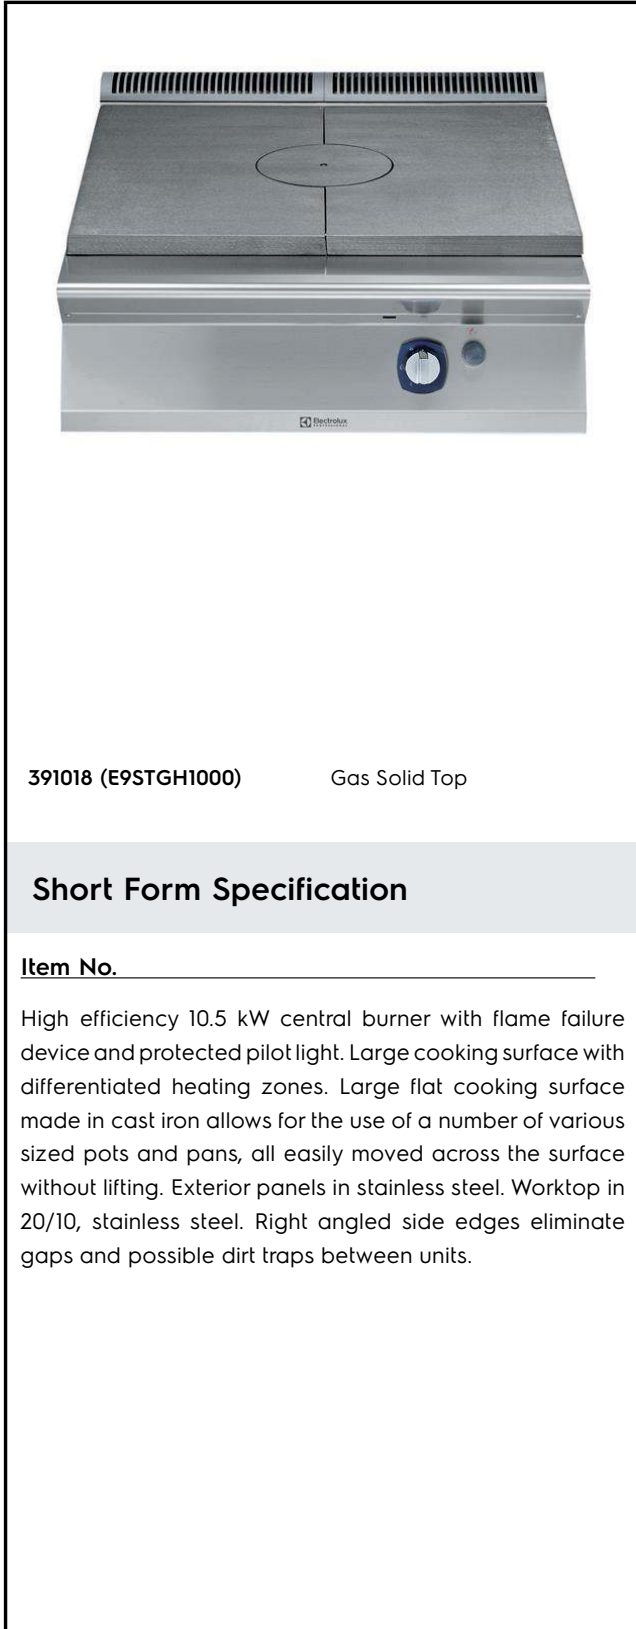 Electrolux
PROFESSIONAL
391018 (E9STGH1000) Gas Solid Top
Short Form Specification
Item No.
High efficiency 10.5 kW central burner with flame failure
device and protected pilot light. Large cooking surface with
differentiated heating zones. Large flat cooking surface
made in cast iron allows for the use of a number of various
sized pots and pans, all easily moved across the surface
without lifting. Exterior panels in stainless steel. Worktop in
20/10, stainless steel. Right angled side edges eliminate
gaps and possible dirt traps between units.